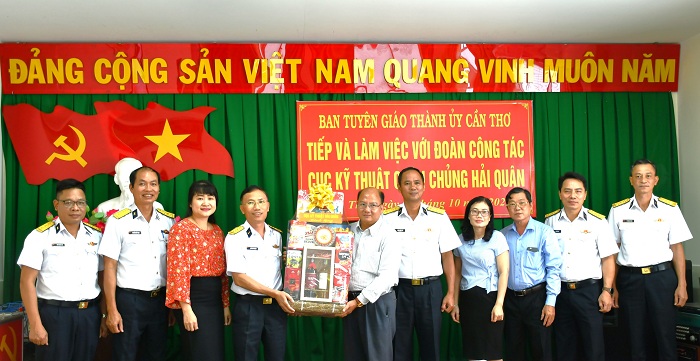 ĐẢNG CỘNG SẢN VIỆT NAM QUANG VINH MUÔN NĂM
BAN TUYÊN GIÁO THÀNH ỦY CẦN THƠ
TIẾP VÀ LÀM VIỆC VỚI ĐOÀN CÔNG TÁC
CỤC KỸ THUẬT CHỦNG HẢI QUÂN
10